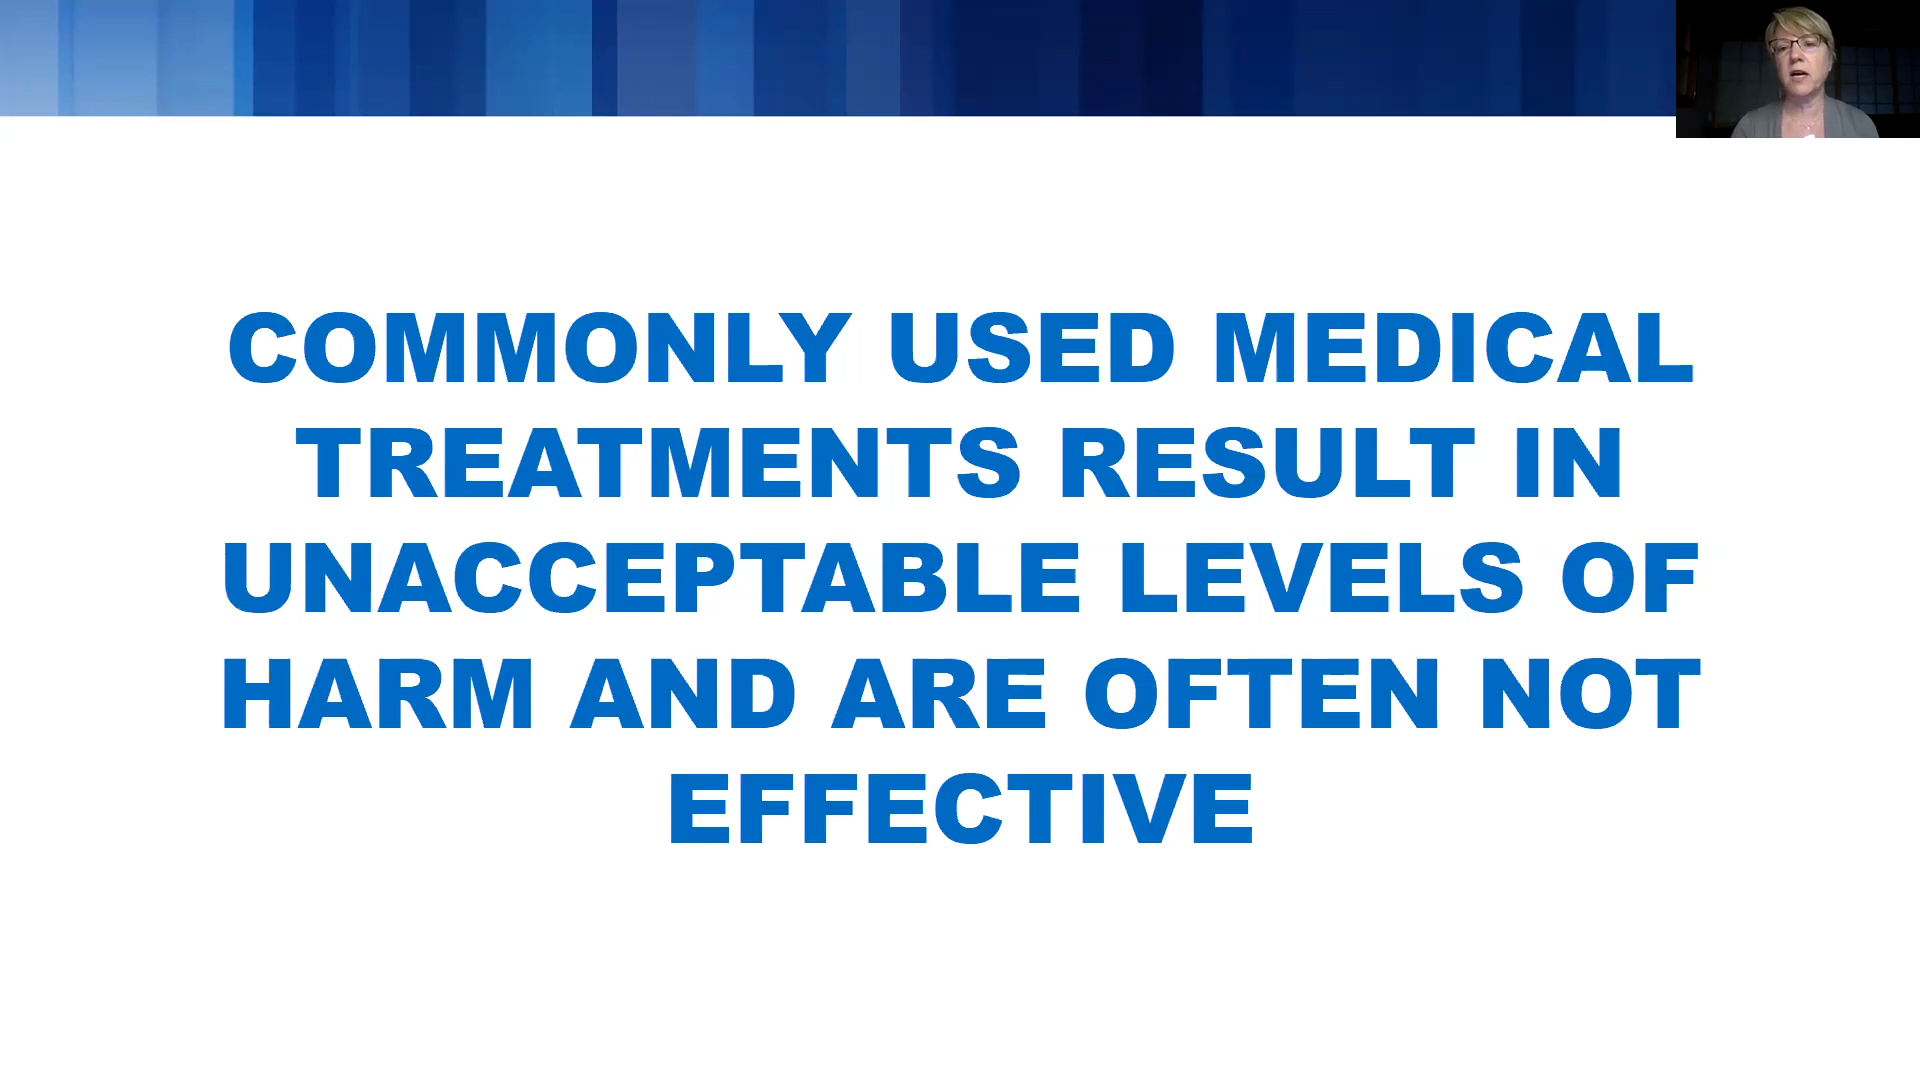 COMMONLY USED MEDICAL
TREATMENTS RESULT IN
UNACCEPTABLE LEVELS OF
HARM AND ARE OFTEN NOT
EFFECTIVE